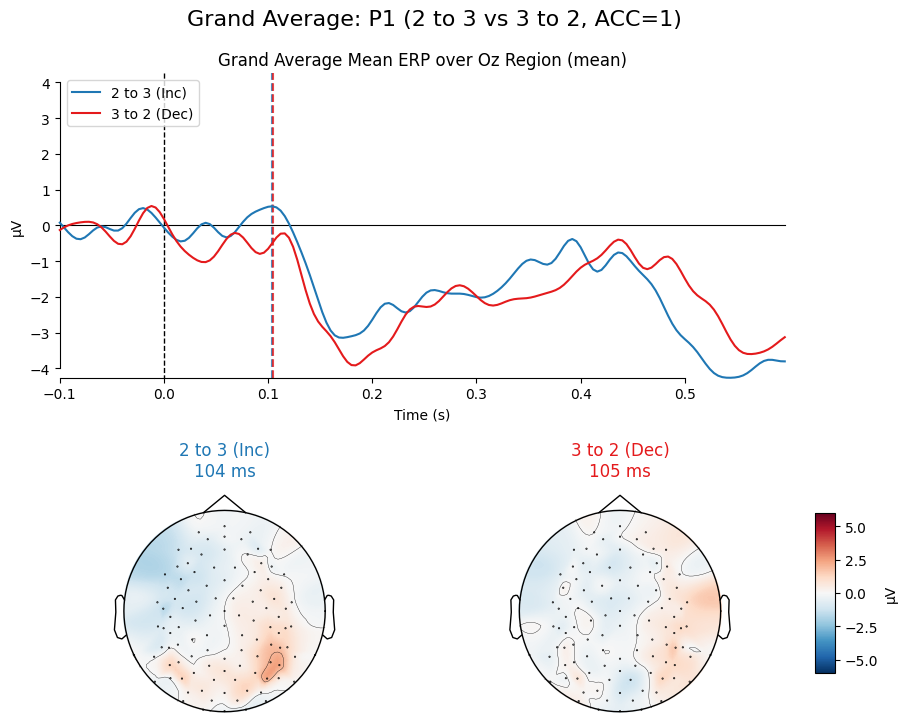 Grand Average: P1 (2 to 3 vs 3 to 2, ACC=1)
Grand Average Mean ERP over Oz Region (mean)
2 to 3 (Inc)
3 to 2 (Dec)
4
3
2
1
0
−1
−2
−3
−4
µV
−0.1
0.0
0.1
0.2
0.3
0.4
0.5
Time (s)
2 to 3 (Inc)
104 ms
3 to 2 (Dec)
105 ms
5.0
2.5
0.0
−2.5
−5.0
µV